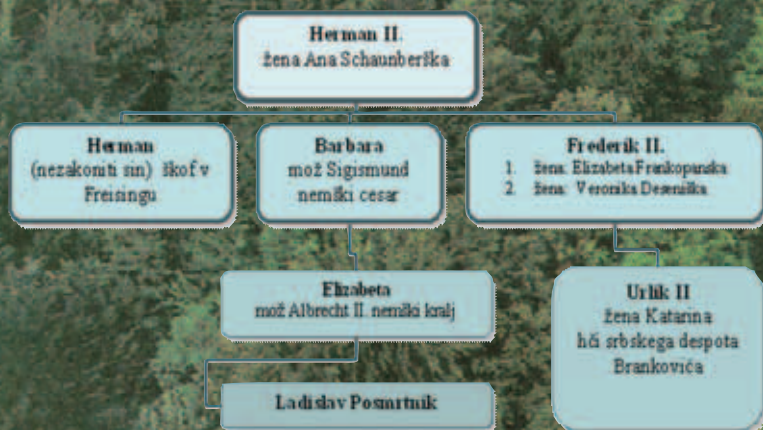 Herman II.
žena Ana Schaunberška
Herman
(nezakoniti sin) škof v
Freisingu
Barbara
mož Sigismund
nemški cesar
Frederik II.
1. žena: Elizabeta Frankopanska
2. žena: Veronika Deseniška
Elizabeta
mož Albrecht II. nemški kralj
Urlik II
žena Katarina
hči srbskega despota
Brankovića
Ladislav Posmrtnik